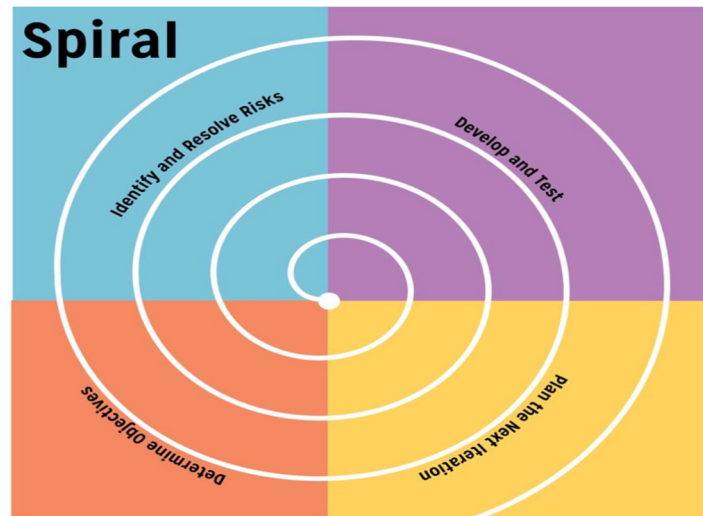 Spiral
Identify and Resolve Risks
Develop and Test
Determine Objectives
Plan the Next Iteration